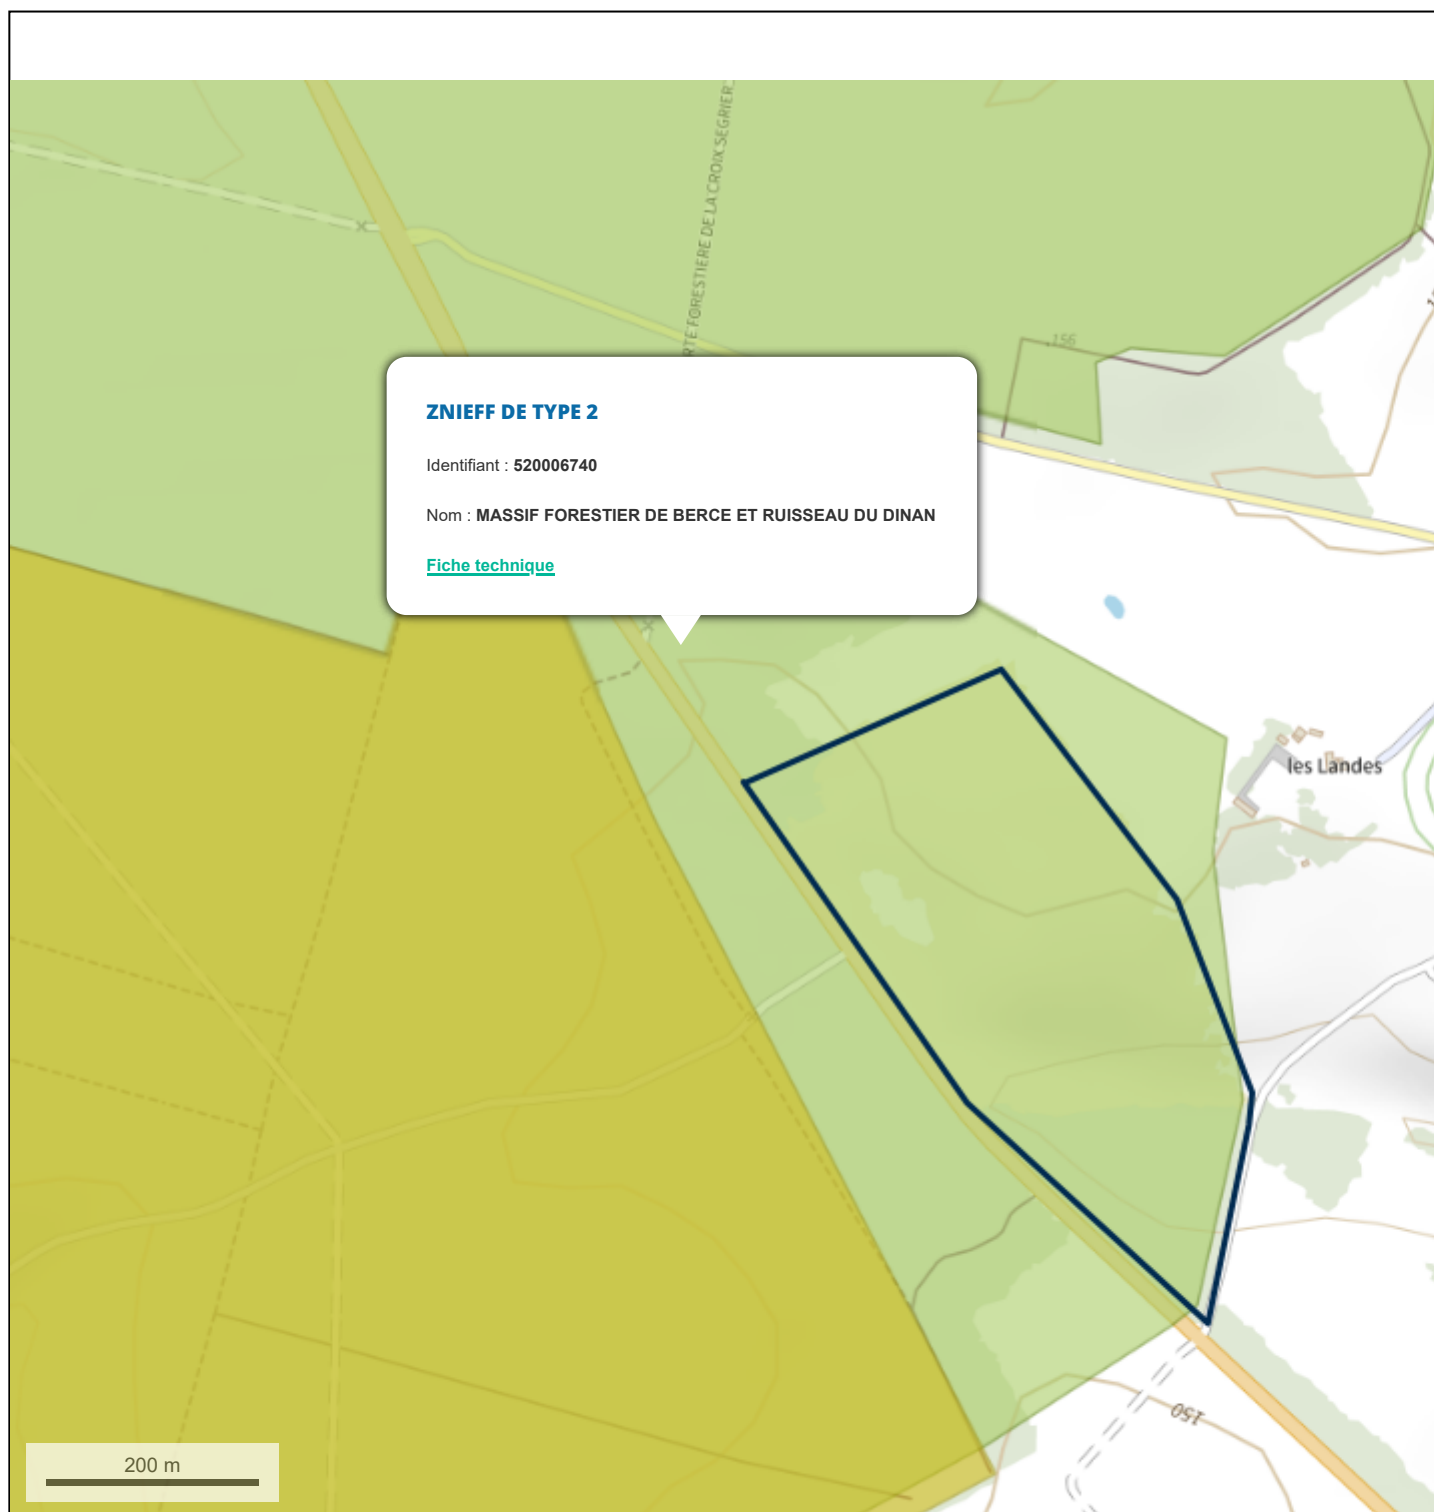 RTE FORESTIERE DE LA CROIX SEGRIER
.156
ZNIEFF DE TYPE 2
Identifiant : 520006740
Nom : MASSIF FORESTIER DE BERCE ET RUISSEAU DU DINAN
Fiche technique
les Landes
150
200 m